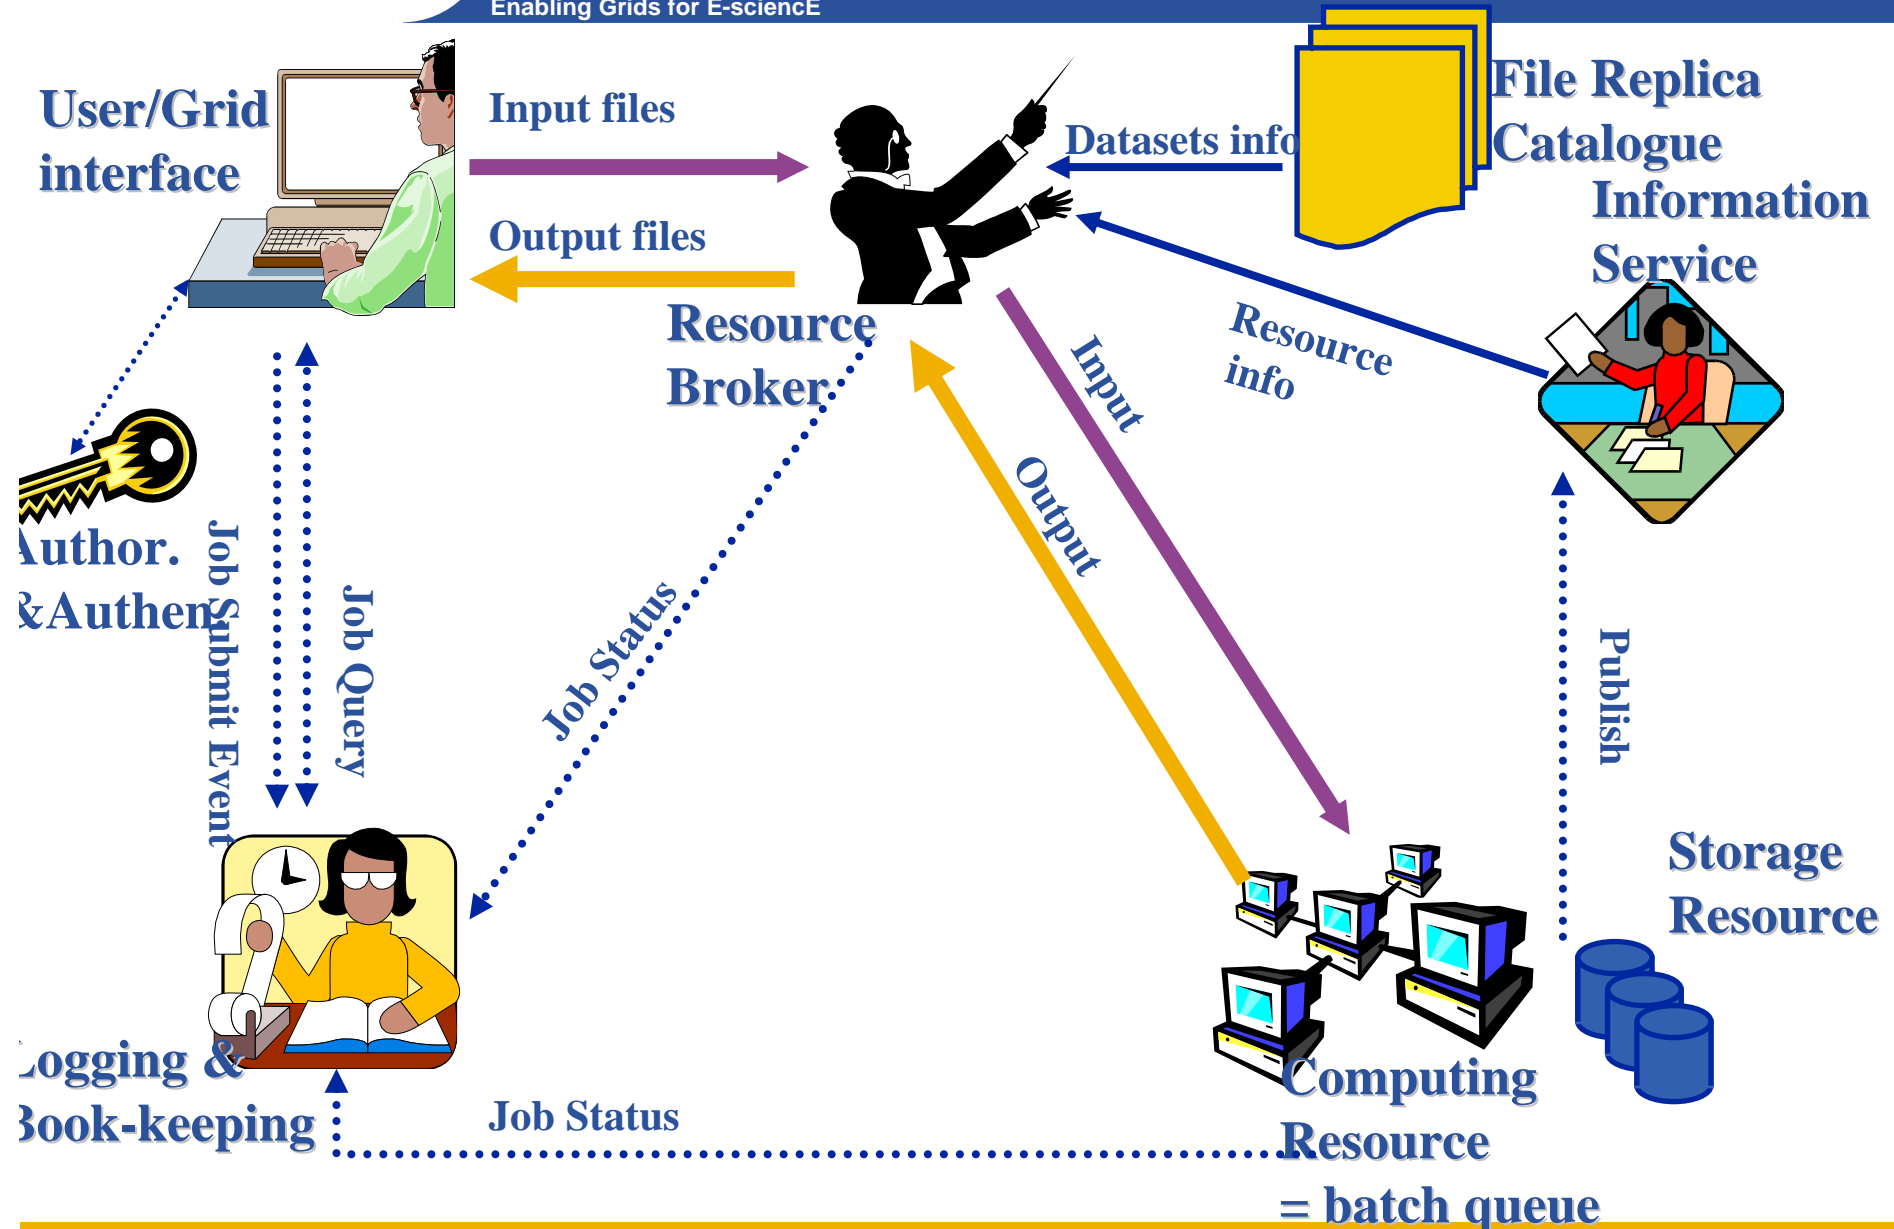 Enabling Grids for E-sciencE
User/Grid
interface
Input files
Output files
Datasets info
File Replica
Catalogue
Information
Service
Resource
Broker
Resource
info
Input
Output
Author.
&Authen.
Job Submit Event
Job Query
Job Status
Publish
Storage
Resource
Logging &
Book-keeping
Job Status
Computing
Resource
= batch queue